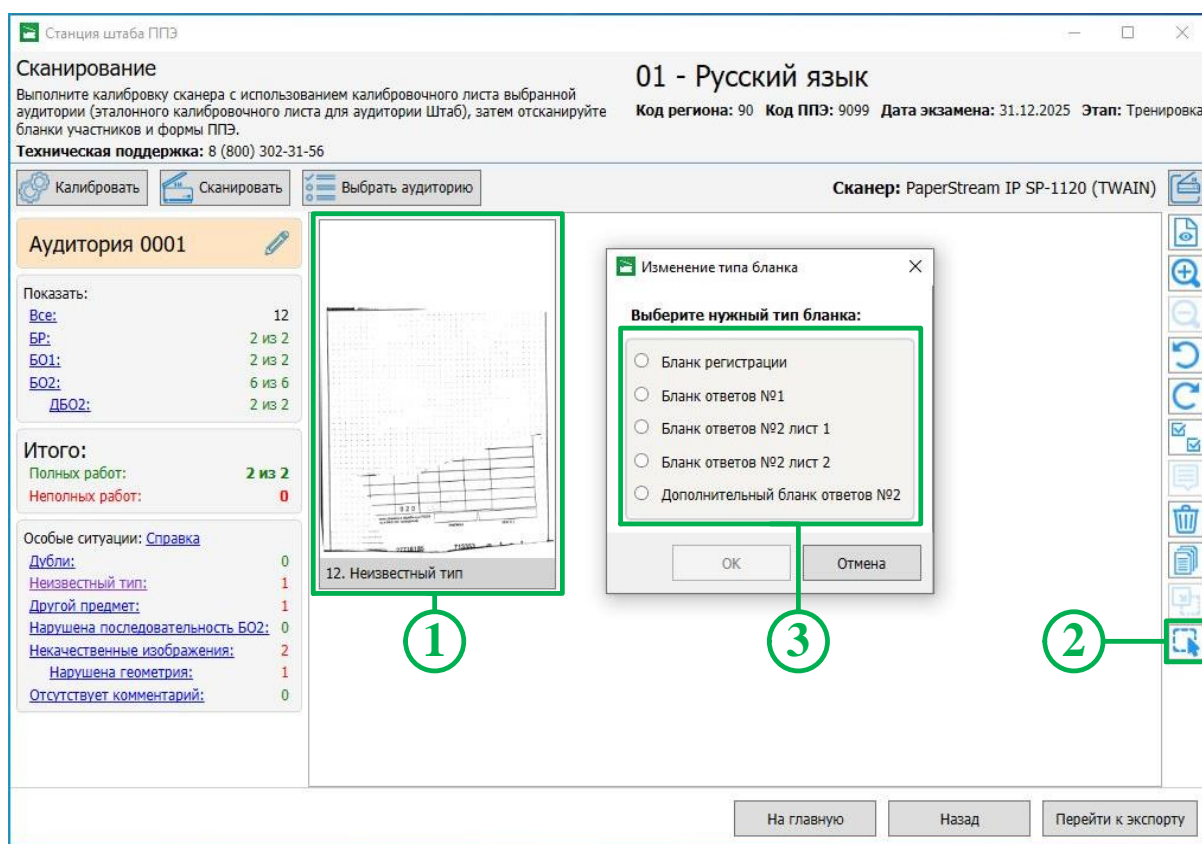 Станция штаба ППЭ
Сканирование
Выполните калибровку сканера с использованием калибровочного листа выбранной
аудитории (эталонного калибровочного листа для аудитории Штаб), затем отсканируйте
бланки участников и формы ППЭ.
Техническая поддержка: 8 (800) 302-31-56
01 - Русский язык
Код региона: 90 Код ППЭ: 9099 Дата экзамена: 31.12.2025 Этап: Тренировка
Калибровать
Сканировать
Выбрать аудиторию
Сканер: PaperStream IP SP-1120 (TWAIN)
Аудитория 0001
Показать:
Все: 12
БР: 2 из 2
БО1: 2 из 2
БО2: 6 из 6
ДБО2: 2 из 2
Итого:
Полных работ: 2 из 2
Неполных работ: 0
Особые ситуации: Справка
Дубли: 0
Неизвестный тип: 1
Другой предмет: 1
Нарушена последовательность БО2: 0
Некачественные изображения: 2
Нарушена геометрия: 1
Отсутствует комментарий: 0
12. Неизвестный тип
1
Изменение типа бланка
Выберите нужный тип бланка:
Бланк регистрации
Бланк ответов №1
Бланк ответов №2 лист 1
Бланк ответов №2 лист 2
Дополнительный бланк ответов №2
ОК
Отмена
3
2
На главную
Назад
Перейти к экспорту